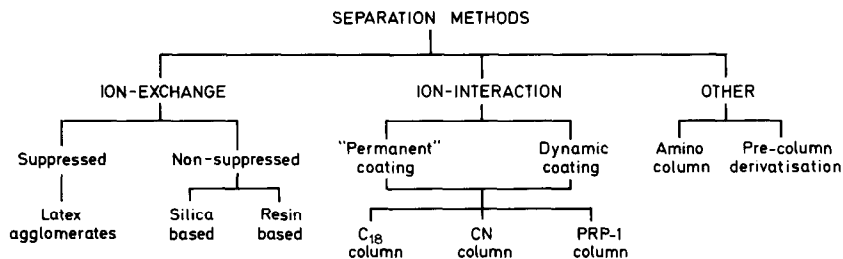 SEPARATION METHODS
ION-EXCHANGE
ION-INTERACTION
OTHER
Suppressed
Non-suppressed
"Permanent"
coating
Dynamic
coating
Amino
column
Pre-column
derivatisation
Latex
agglomerates
Silica
based
Resin
based
C18
column
CN
column
PRP-1
column